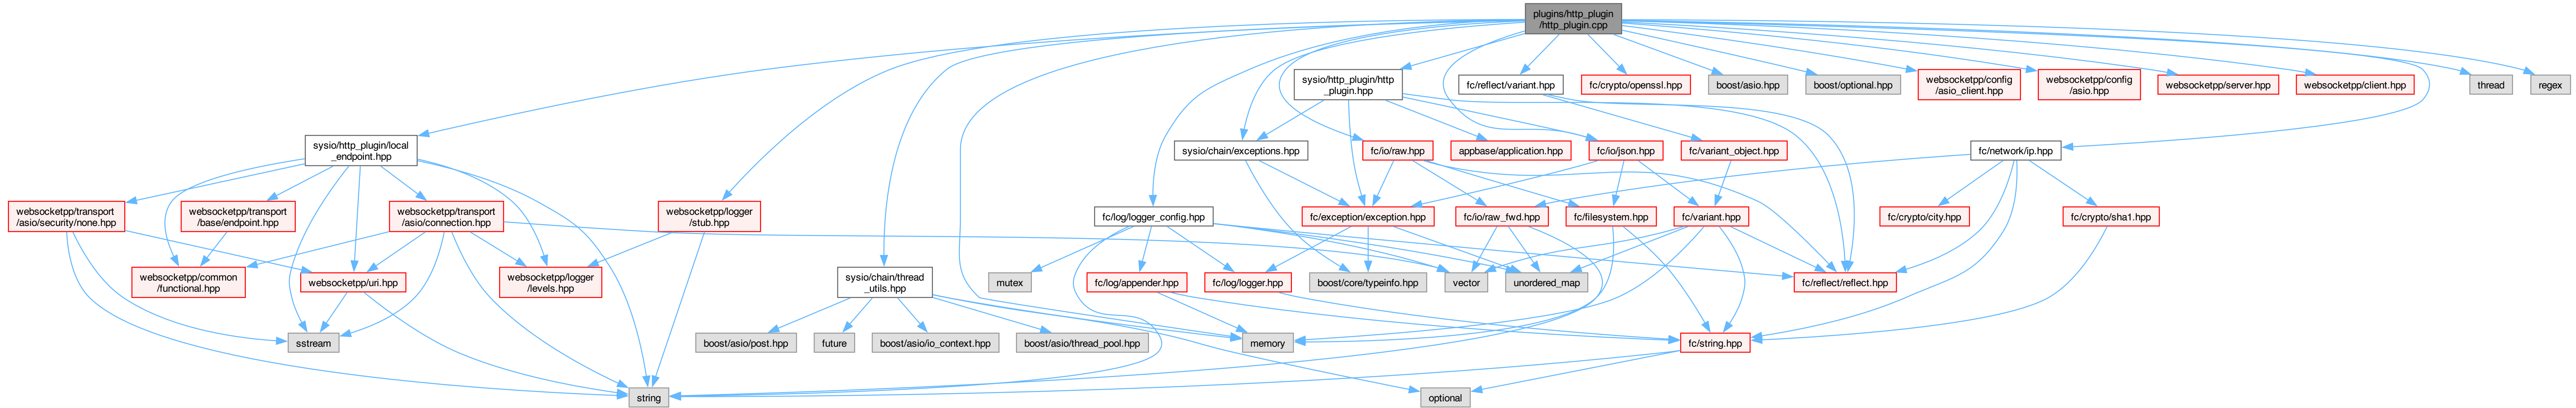 plugins/http_plugin
/http_plugin.cpp
sysio/http_plugin/http
_plugin.hpp
fc/reflect/variant.hpp
fc/crypto/openssl.hpp
boost/asio.hpp
boost/optional.hpp
websocketpp/config
/asio_client.hpp
websocketpp/config
/asio.hpp
websocketpp/server.hpp
websocketpp/client.hpp
thread
regex
sysio/http_plugin/local
_endpoint.hpp
sysio/chain/exceptions.hpp
fc/io/raw.hpp
appbase/application.hpp
fc/io/json.hpp
fc/variant_object.hpp
fc/network/ip.hpp
websocketpp/transport
/asio/security/none.hpp
websocketpp/transport
/base/endpoint.hpp
websocketpp/transport
/asio/connection.hpp
websocketpp/logger
/stub.hpp
fc/log/logger_config.hpp
fc/exception/exception.hpp
fc/io/raw_fwd.hpp
fc/filesystem.hpp
fc/variant.hpp
fc/crypto/city.hpp
fc/crypto/sha1.hpp
websocketpp/common
/functional.hpp
websocketpp/uri.hpp
websocketpp/logger
/levels.hpp
sysio/chain/thread
_utils.hpp
mutex
fc/log/appender.hpp
fc/log/logger.hpp
boost/core/typeinfo.hpp
vector
unordered_map
fc/reflect/reflect.hpp
sstream
boost/asio/post.hpp
future
boost/asio/io_context.hpp
boost/asio/thread_pool.hpp
memory
fc/string.hpp
string
optional